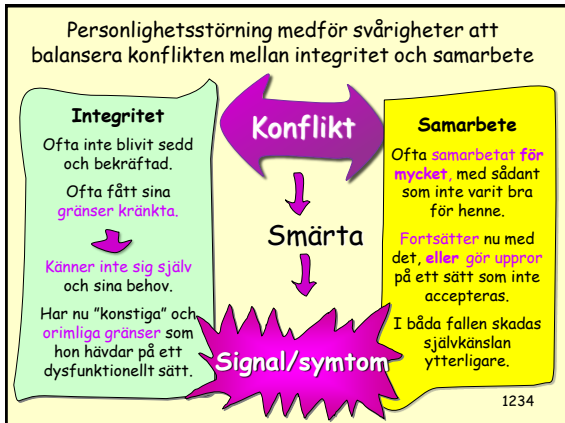 Personlighetsstörning medför svårigheter att
balansera konflikten mellan integritet och samarbete
Integritet
Ofta inte blivit sedd
och bekräftad.
Ofta fått sina
gränser kränkta.
Känner inte sig själv
och sina behov.
Har nu "konstiga" och
orimliga gränser som
hon hävdar på ett
dysfunktionellt sätt.
Konflikt
Smärta
Signal/symtom
Samarbete
Ofta samarbetat för
mycket, med sådant
som inte varit bra
för henne.
Fortsätter nu med
det, eller gör uppror
på ett sätt som inte
accepteras.
I båda fallen skadas
självkänslan
ytterligare.
1234